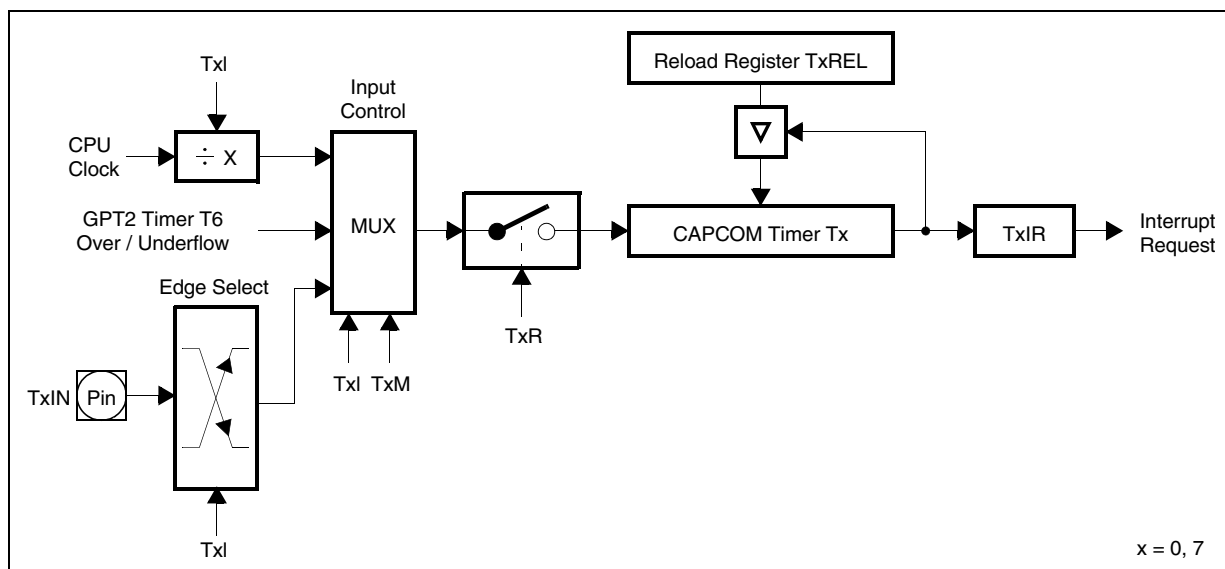 Reload Register TxREL
TxI
Input
Control
CPU
Clock
÷ X
∇
GPT2 Timer T6
Over / Underflow
MUX
CAPCOM Timer Tx
TxIR
Interrupt
Request
Edge Select
TxR
TxI TxM
TxIN Pin
TxI
x = 0, 7